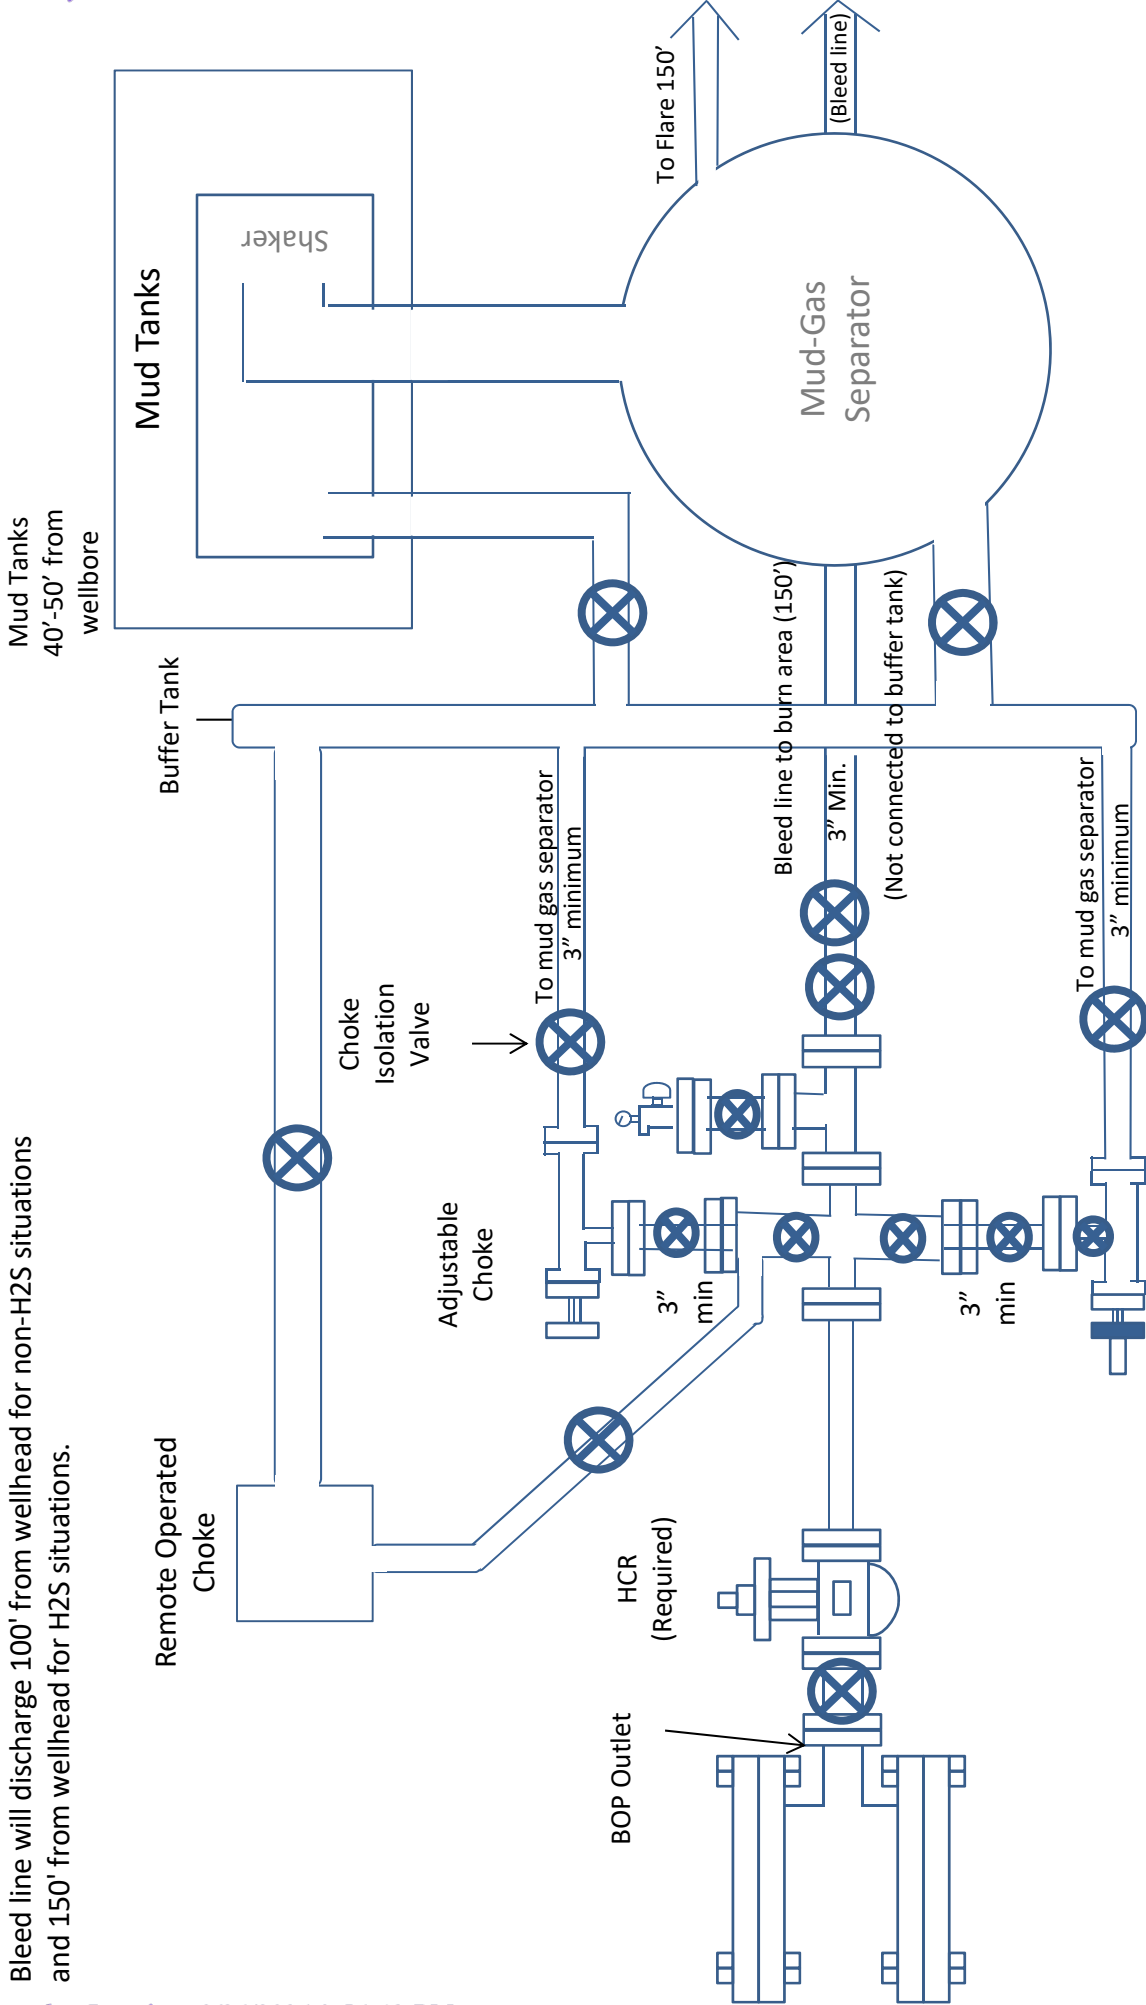 Bleed line will discharge 100' from wellhead for non-H2S situations
and 150' from wellhead for H2S situations.
Mud Tanks
40’-50’ from
wellbore
Mud Tanks
Shaker
Buffer Tank
Remote Operated
Choke
Choke
Isolation
Valve
Adjustable
Choke
To mud gas separator
3” minimum
To Flare 150’
(Bleed line)
Mud-Gas
Separator
Bleed line to burn area (150’)
3” Min.
(Not connected to buffer tank)
3”
min
HCR
(Required)
BOP Outlet
3”
min
To mud gas separator
3” minimum